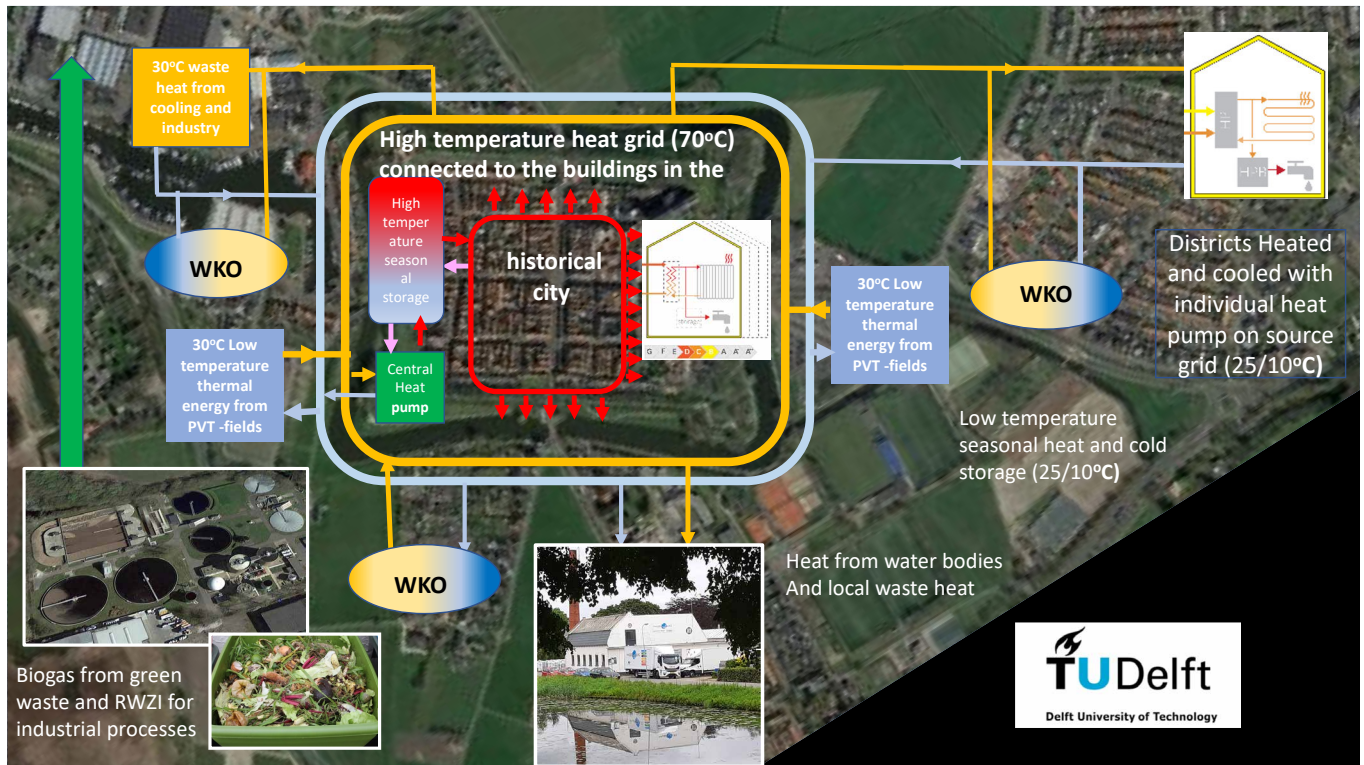 30°C waste
heat from
cooling and
industry
High temperature heat grid (70°C)
connected to the buildings in the
High
temper
ature
season
al
storage
historical
city
WKO
30°C Low
temperature
thermal
energy from
PVT -fields
Central
Heat
pump
storage
G F E D C B A A⁺ A⁺⁺
30°C Low
temperature
thermal
energy from
PVT -fields
WKO
HP
Districts Heated
and cooled with
individual heat
pump on source
grid (25/10°C)
Low temperature
seasonal heat and cold
storage (25/10°C)
WKO
Heat from water bodies
And local waste heat
Biogas from green
waste and RWZI for
industrial processes
TUDelft
Delft University of Technology